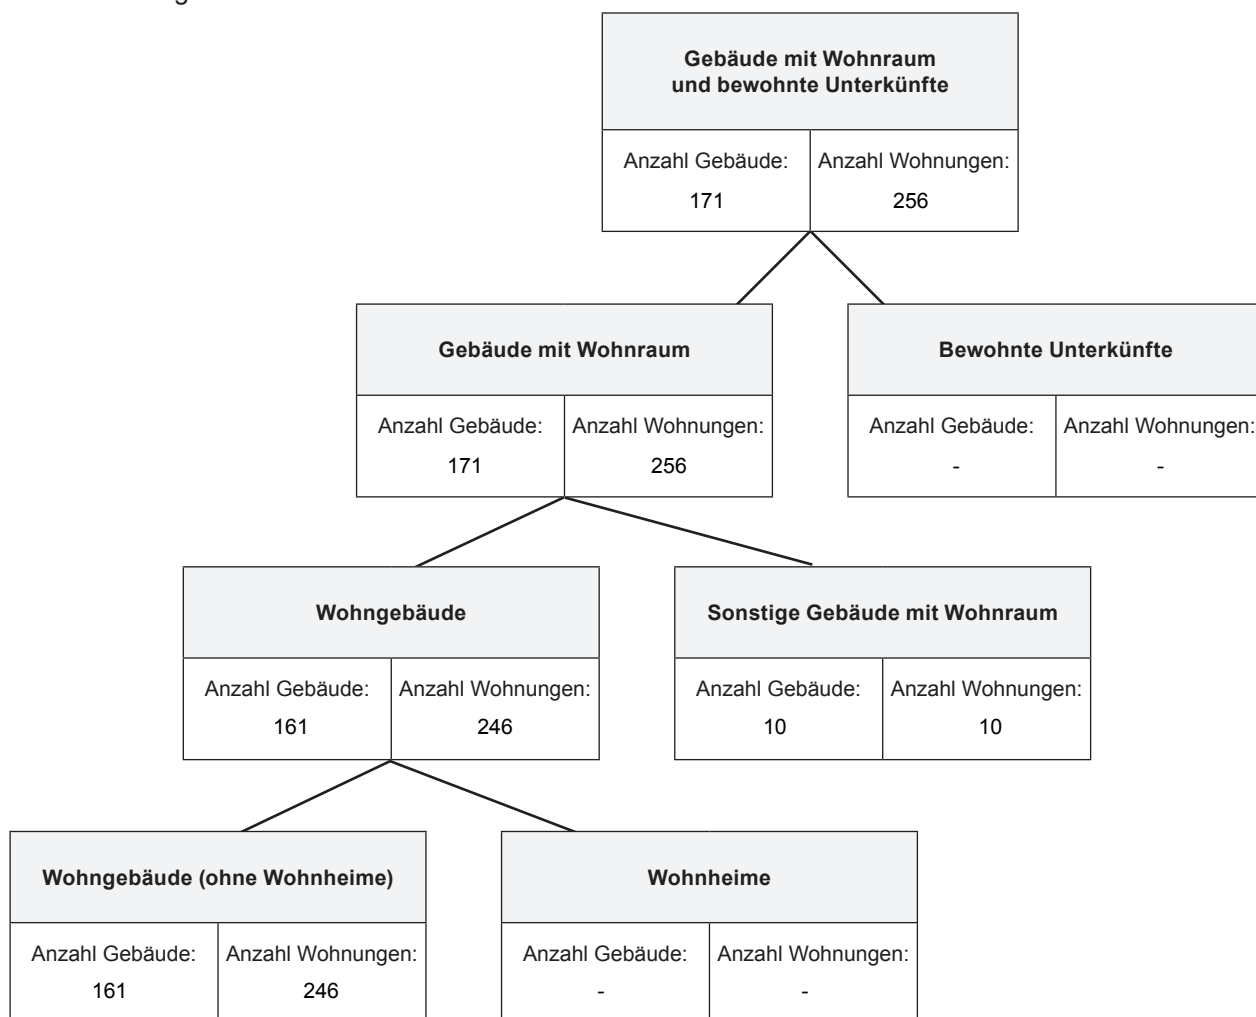 Gebäude mit Wohnraum
und bewohnte Unterkünfte
Anzahl Gebäude:
171
Anzahl Wohnungen:
256
Gebäude mit Wohnraum
Anzahl Gebäude:
171
Anzahl Wohnungen:
256
Bewohnte Unterkünfte
Anzahl Gebäude:
-
Anzahl Wohnungen:
-
Wohngebäude
Anzahl Gebäude:
161
Anzahl Wohnungen:
246
Sonstige Gebäude mit Wohnraum
Anzahl Gebäude:
10
Anzahl Wohnungen:
10
Wohngebäude (ohne Wohnheime)
Anzahl Gebäude:
161
Anzahl Wohnungen:
246
Wohnheime
Anzahl Gebäude:
-
Anzahl Wohnungen:
-